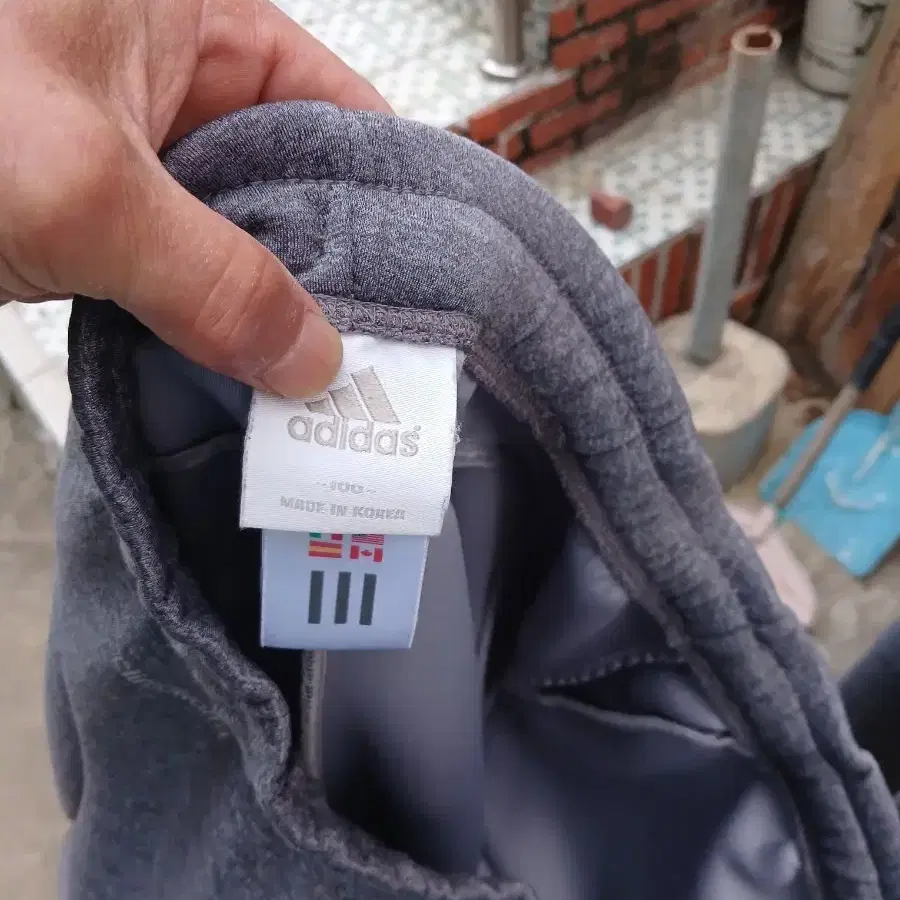 adidas
-100-
MADE IN KOREA